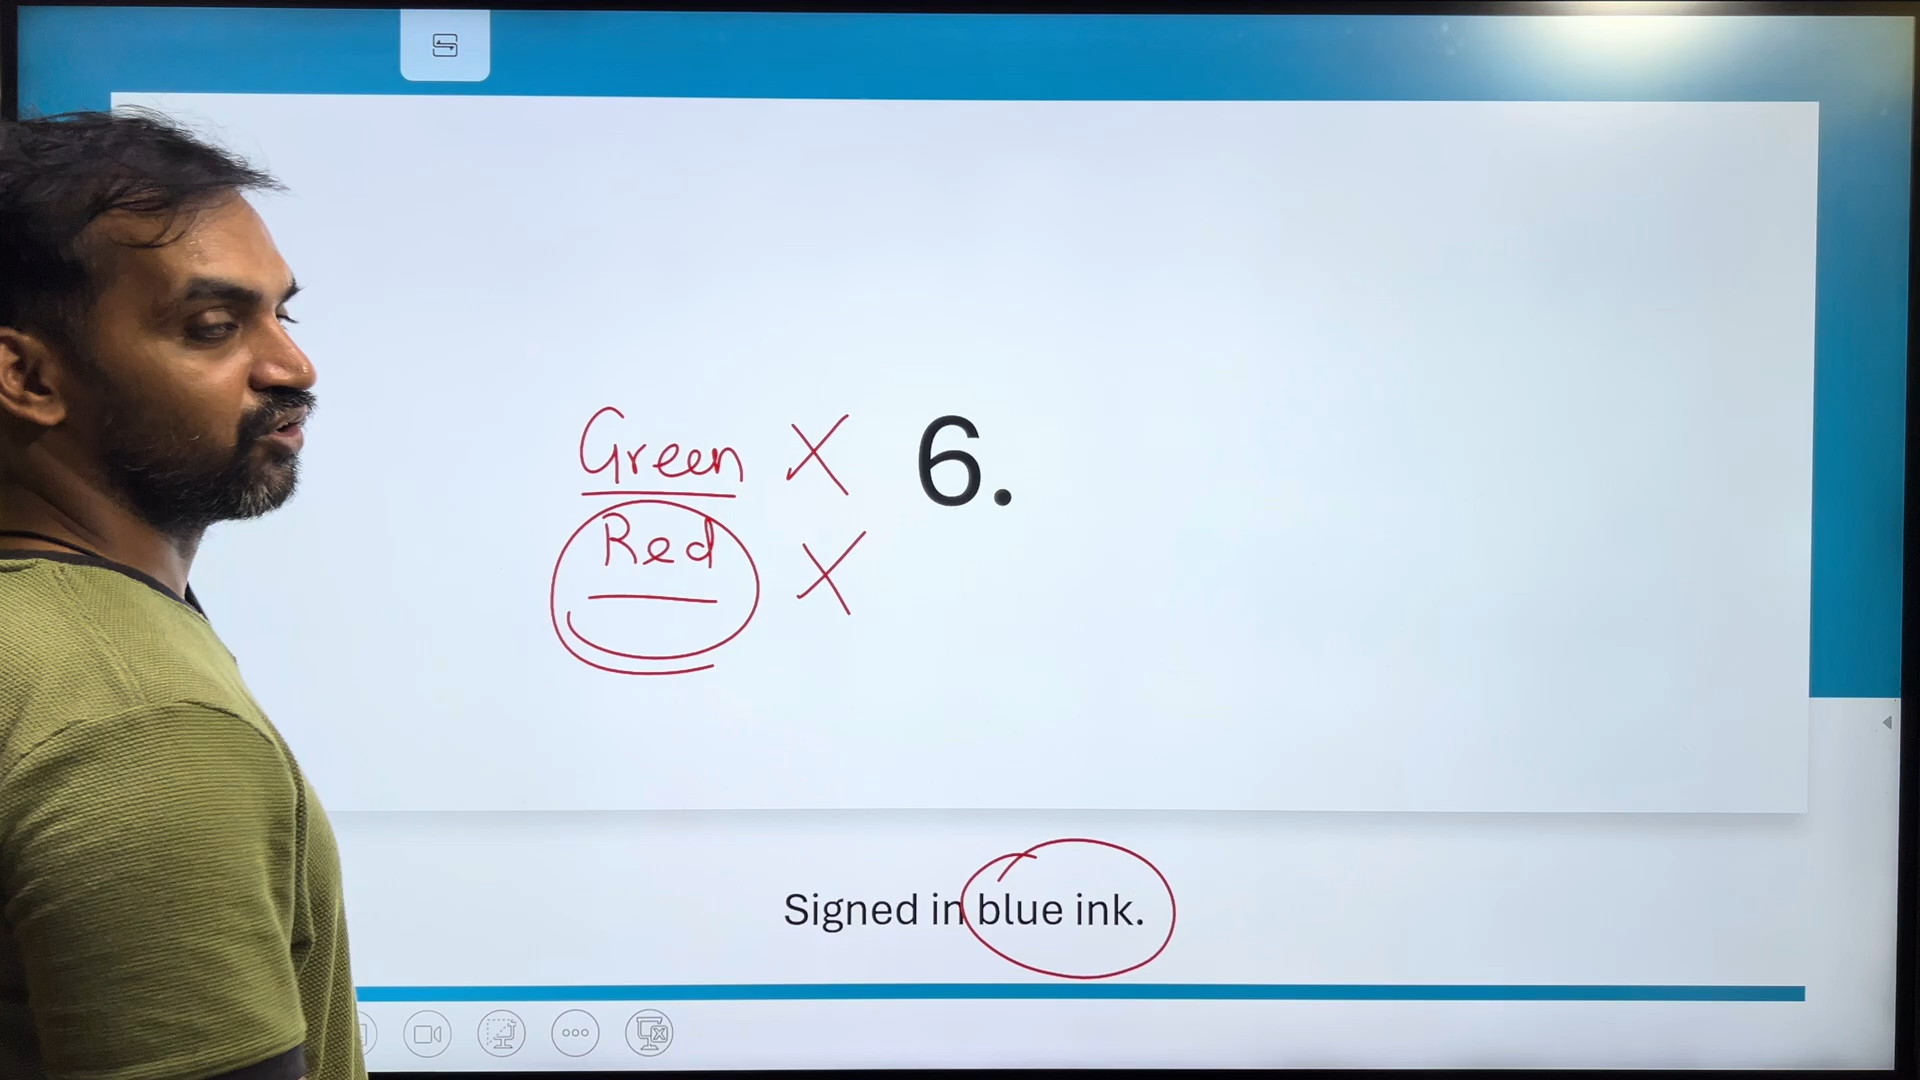 Green X 6.
Red X
Signed in blue ink.